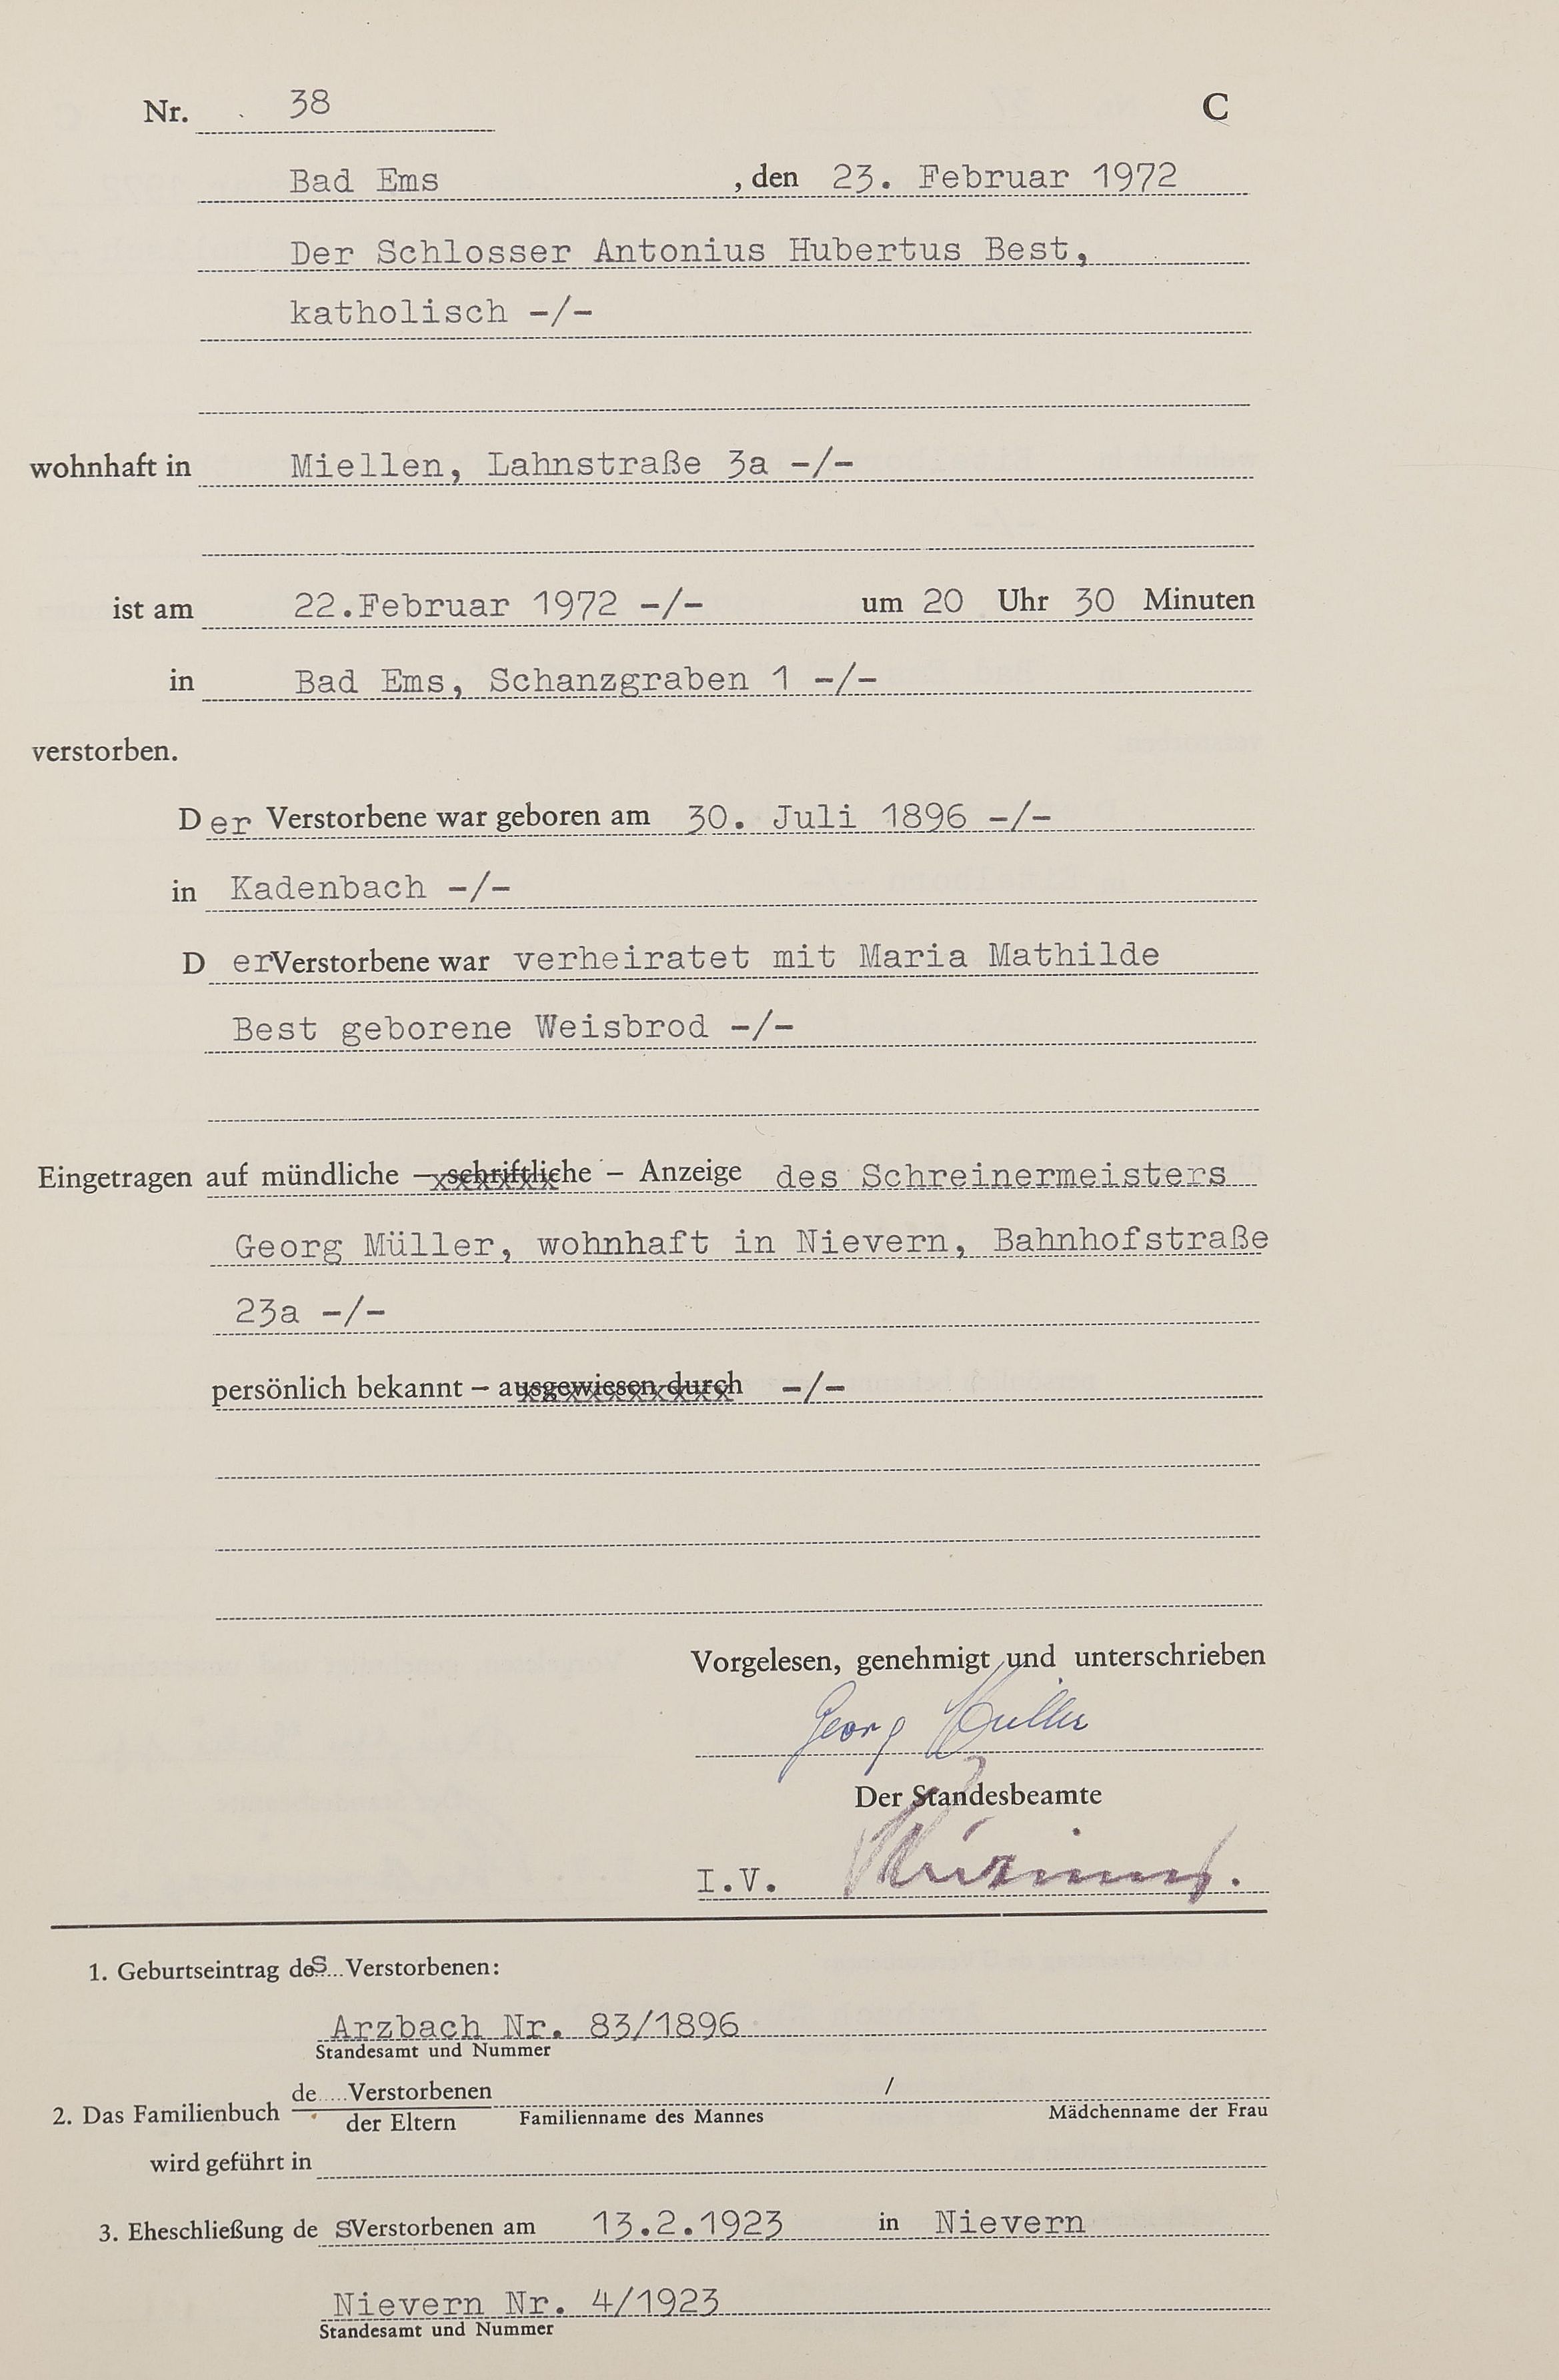 Nr. 38 C
Bad Ems , den 23. Februar 1972
Der Schlosser Antonius Hubertus Best,
katholisch -/-
wohnhaft in Miellen, Lahnstraße 3a -/-
ist am 22.Februar 1972 -/- um 20 Uhr 30 Minuten
in Bad Ems, Schanzgraben 1 -/-
verstorben.
Der Verstorbene war geboren am 30. Juli 1896 -/-
in Kadenbach -/-
D er Verstorbene war verheiratet mit Maria Mathilde
Best geborene Weisbrod -/-
Eingetragen auf mündliche – schriftliche – Anzeige des Schreinermeisters
Georg Müller, wohnhaft in Nievern, Bahnhofstraße
23a -/-
persönlich bekannt – ausgewiesen durch -/-
Vorgelesen, genehmigt und unterschrieben
Georg Müller
Der Standesbeamte
I.V.
1. Geburtseintrag des Verstorbenen:
Arzbach Nr. 83/1896
Standesamt und Nummer
2. Das Familienbuch de..... Verstorbenen /
der Eltern Familienname des Mannes Mädchenname der Frau
wird geführt in
3. Eheschließung de s Verstorbenen am 13.2.1923 in Nievern
Nievern Nr. 4/1923
Standesamt und Nummer